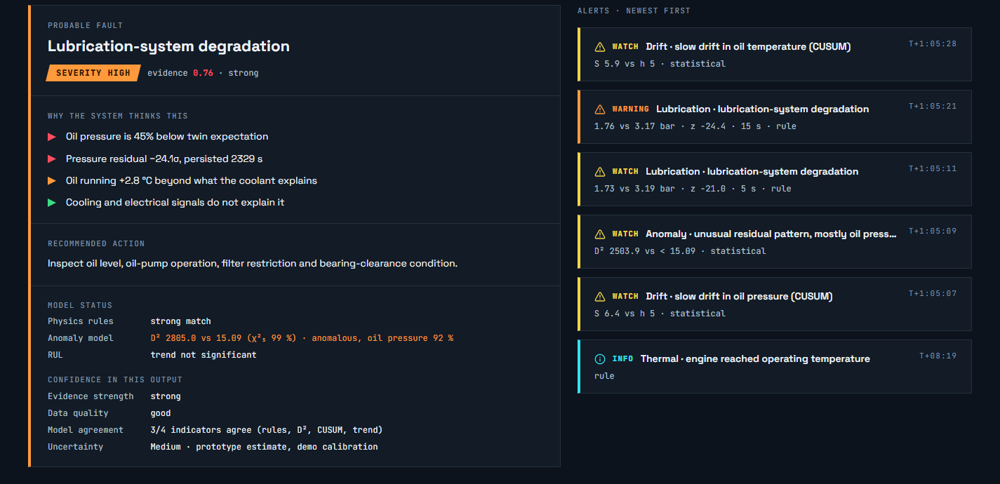 PROBABLE FAULT
Lubrication-system degradation
SEVERITY HIGH evidence 0.76 · strong
WHY THE SYSTEM THINKS THIS
Oil pressure is 45% below twin expectation
Pressure residual −24.1σ, persisted 2329 s
Oil running +2.8 °C beyond what the coolant explains
Cooling and electrical signals do not explain it
RECOMMENDED ACTION
Inspect oil level, oil-pump operation, filter restriction and bearing-clearance condition.
MODEL STATUS
Physics rules strong match
Anomaly model D² 2805.0 vs 15.09 (χ²₅ 99 %) · anomalous, oil pressure 92 %
RUL trend not significant
CONFIDENCE IN THIS OUTPUT
Evidence strength strong
Data quality good
Model agreement 3/4 indicators agree (rules, D², CUSUM, trend)
Uncertainty Medium · prototype estimate, demo calibration
ALERTS · NEWEST FIRST
WATCH Drift · slow drift in oil temperature (CUSUM) T+1:05:28
S 5.9 vs h 5 · statistical
WARNING Lubrication · lubrication-system degradation T+1:05:21
1.76 vs 3.17 bar · z -24.4 · 15 s · rule
WATCH Lubrication · lubrication-system degradation T+1:05:11
1.73 vs 3.19 bar · z -21.0 · 5 s · rule
WATCH Anomaly · unusual residual pattern, mostly oil press… T+1:05:09
D² 2503.9 vs < 15.09 · statistical
WATCH Drift · slow drift in oil pressure (CUSUM) T+1:05:07
S 6.4 vs h 5 · statistical
INFO Thermal · engine reached operating temperature T+08:19
rule